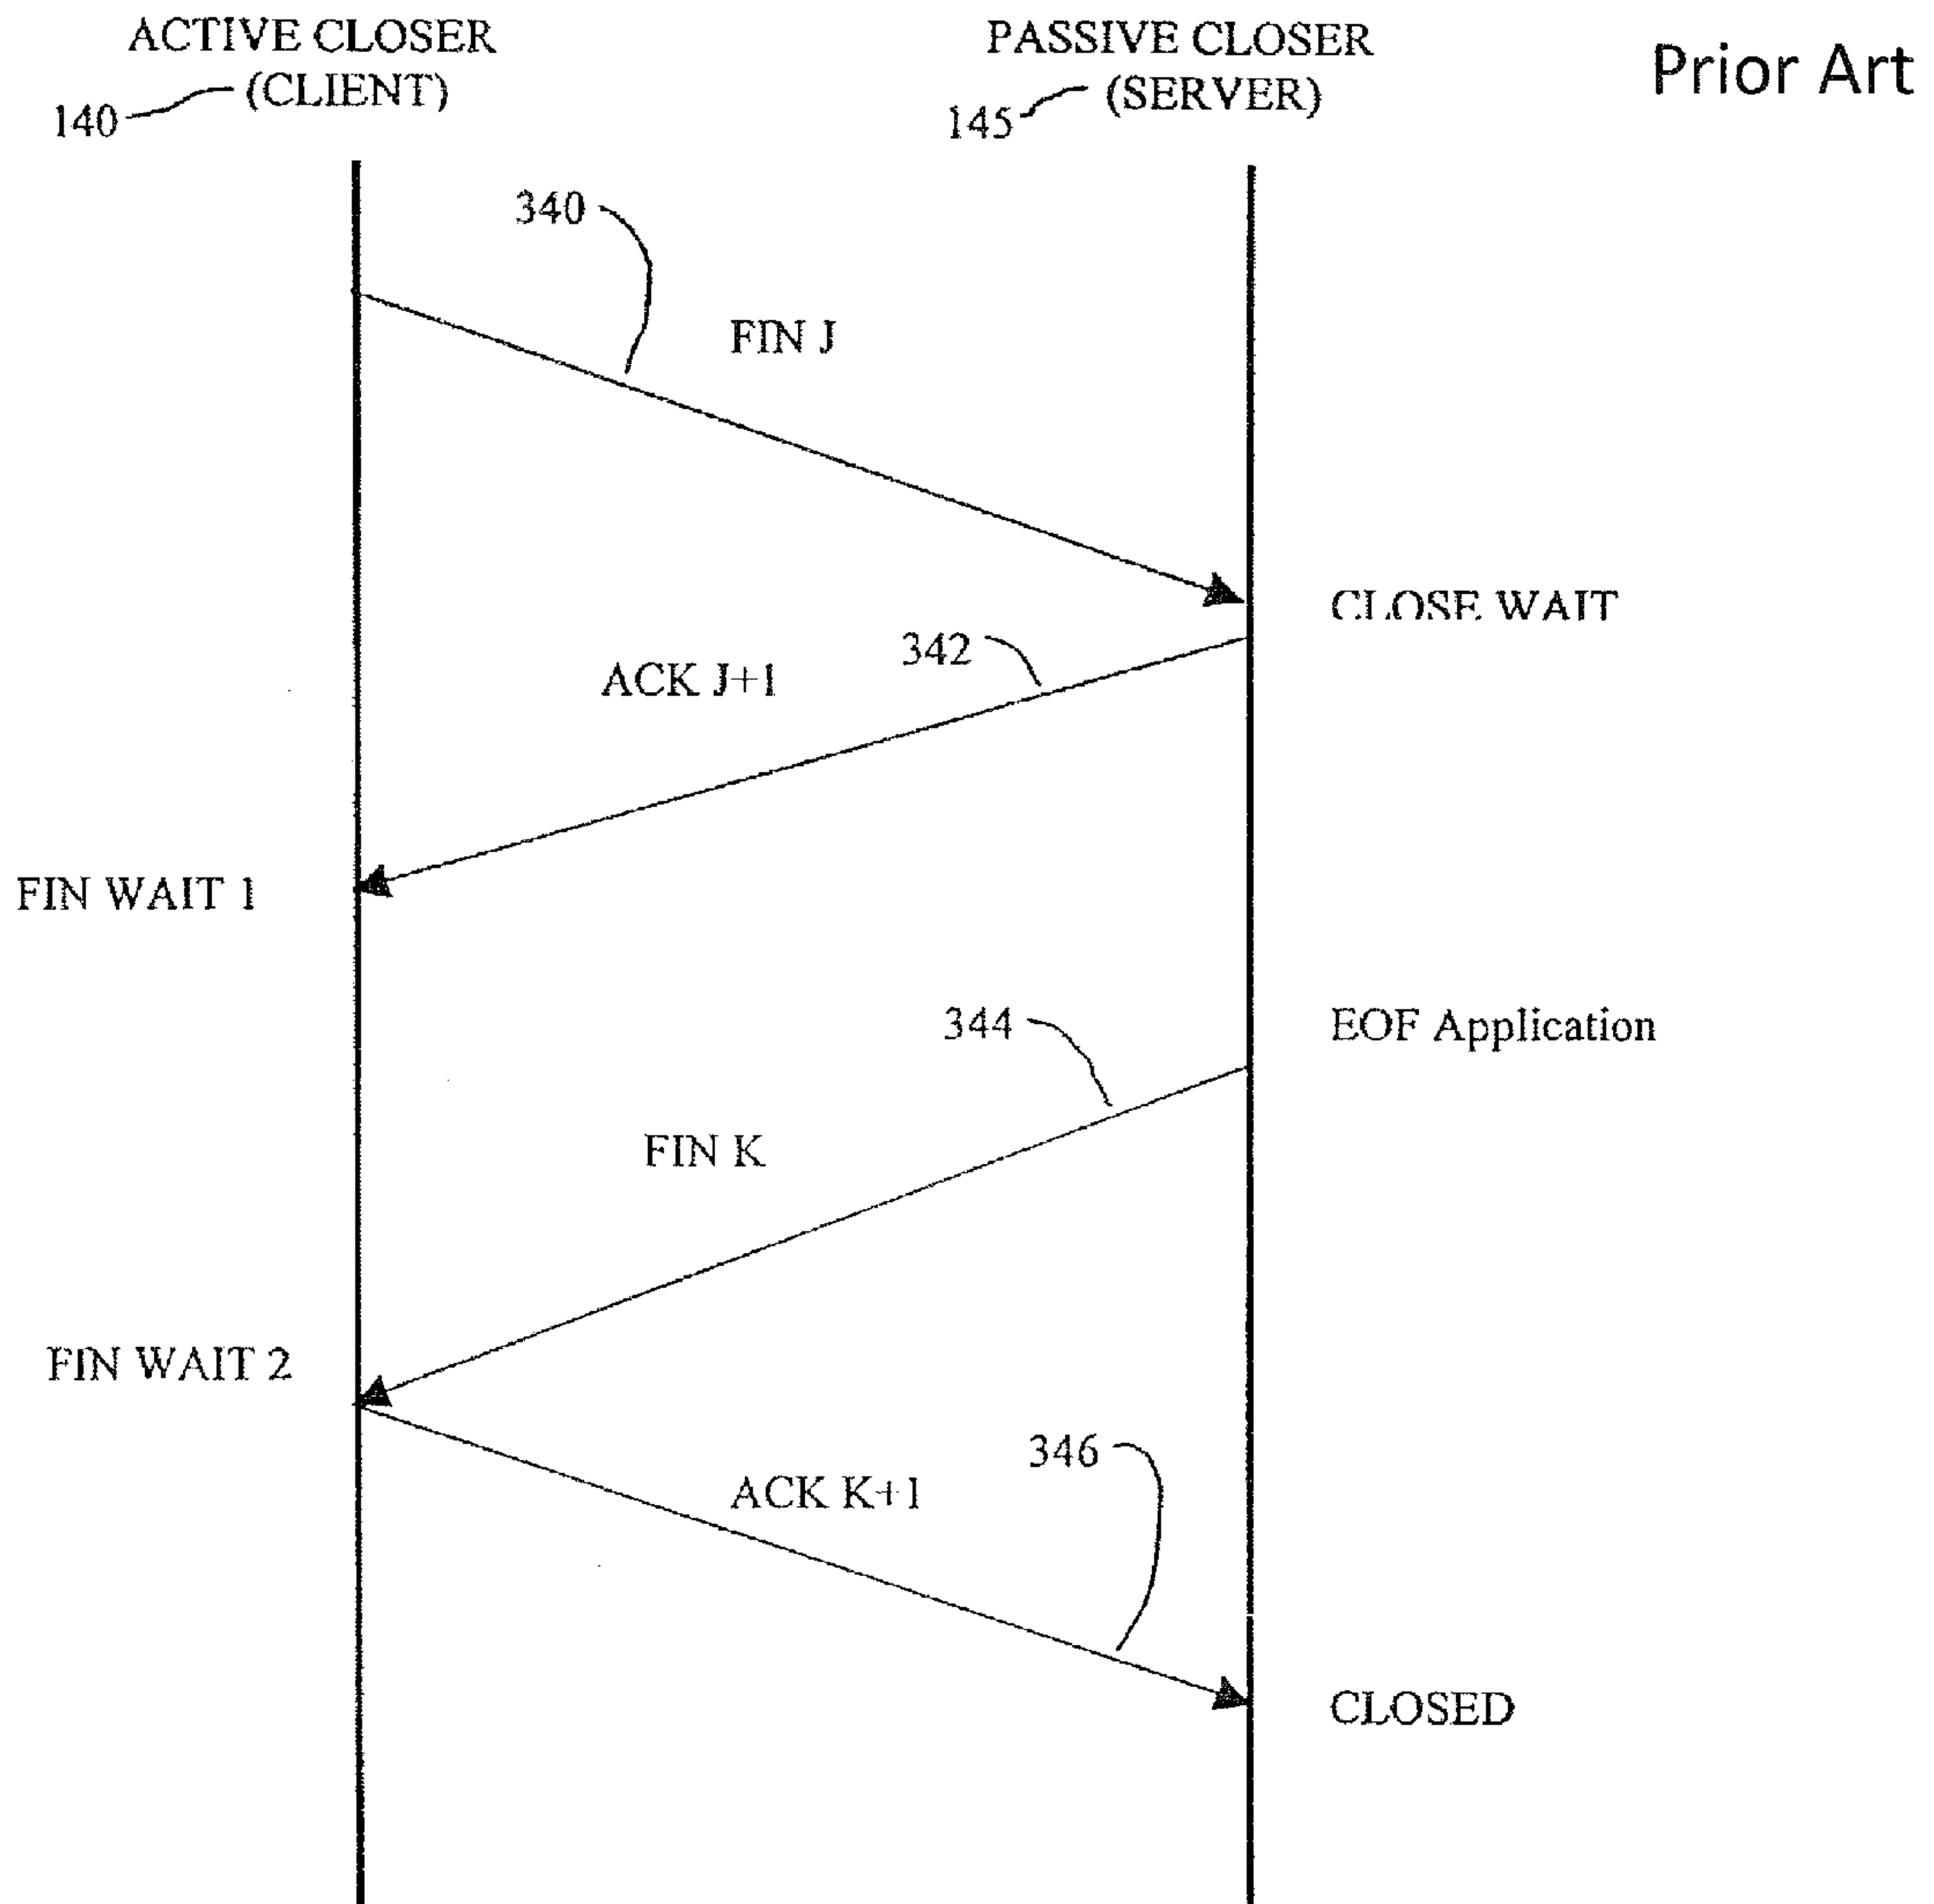 ACTIVE CLOSER
(CLIENT)
140
PASSIVE CLOSER
(SERVER)
145
Prior Art
340
FIN J
CLOSE WAIT
342
ACK J+1
FIN WAIT 1
344
EOF Application
FIN K
FIN WAIT 2
346
ACK K+1
CLOSED